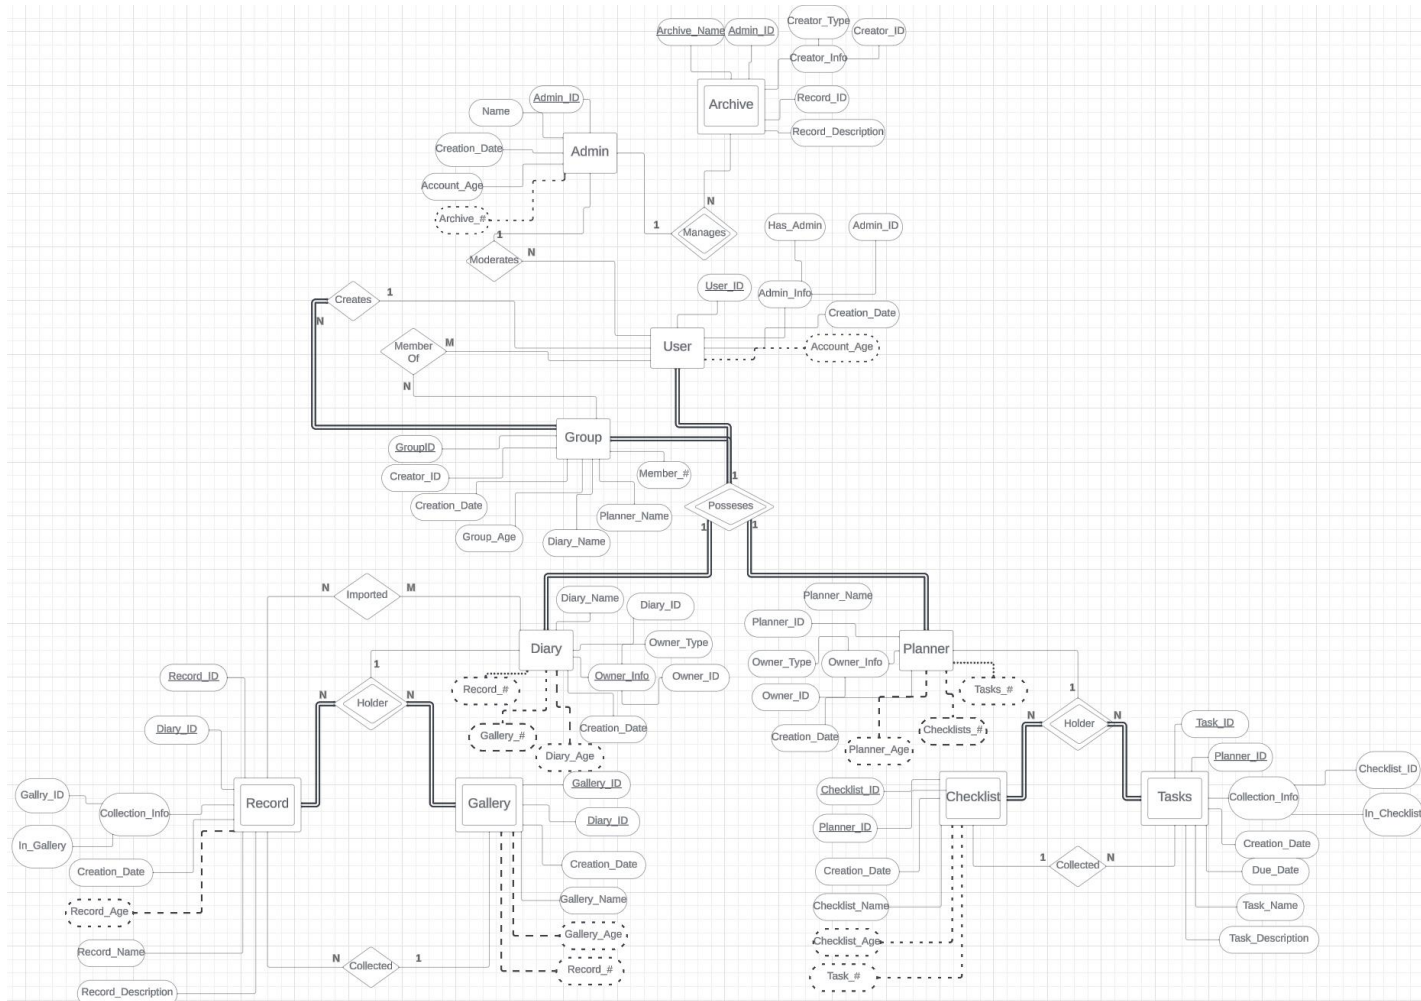 Creator_Type
Archive_Name
Admin_ID
Creator_ID
Creator_Info
Archive
Record_ID
Record_Description
Admin_ID
Name
Admin
Creation_Date
Account_Age
Archive_#
N
1
Manages
1
N
Moderates
Has_Admin
Admin_ID
User_ID
Admin_Info
Creation_Date
User
Account_Age
Creates
1
N
Member
Of
M
N
Group
GroupID
Creator_ID
Creation_Date
Group_Age
Diary_Name
Planner_Name
Member_#
1
Posseses
1
1
N
Imported
M
Diary_Name
Diary_ID
Owner_Type
Diary
Owner_Info
Owner_ID
Record_#
Gallery_#
Creation_Date
Diary_Age
Planner_Name
Planner_ID
Owner_Type
Owner_Info
Planner
Owner_ID
Creation_Date
Planner_Age
Checklists_#
Tasks_#
1
N
Holder
N
1
N
Holder
N
Record_ID
Diary_ID
Gallry_ID
Collection_Info
Record
In_Gallery
Creation_Date
Record_Age
Record_Name
Record_Description
N
Collected
1
Gallery
Gallery_ID
Diary_ID
Creation_Date
Gallery_Name
Gallery_Age
Record_#
Checklist_ID
Checklist
Planner_ID
Creation_Date
Checklist_Name
Checklist_Age
Task_#
1
Collected
N
Tasks
Task_ID
Planner_ID
Checklist_ID
Collection_Info
In_Checklist
Creation_Date
Due_Date
Task_Name
Task_Description